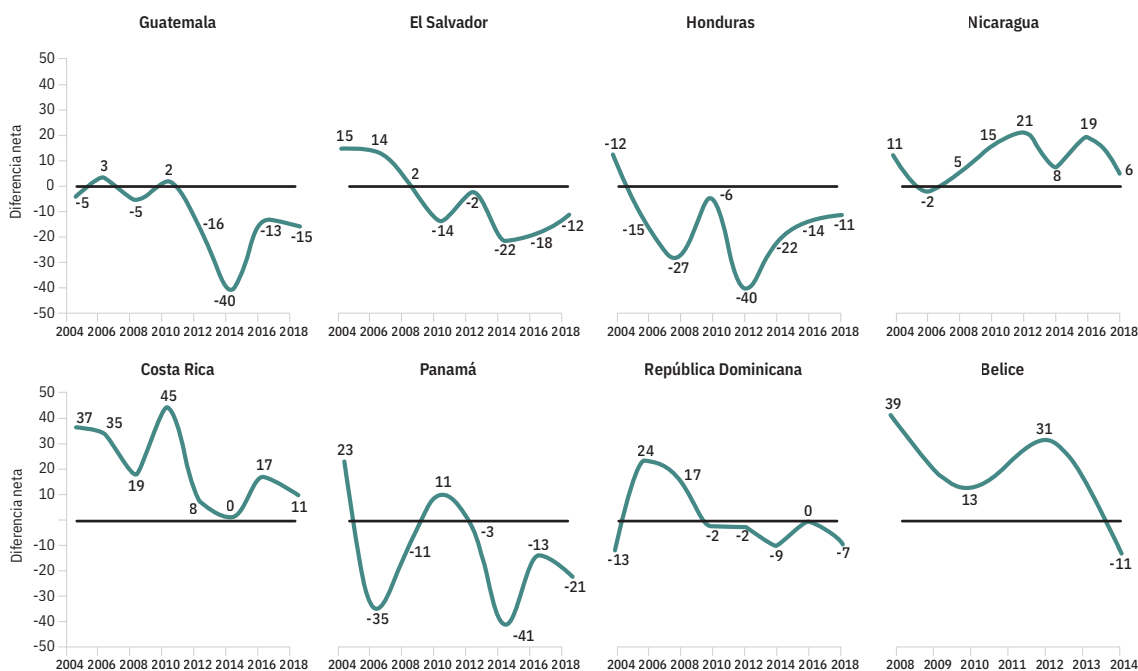 Guatemala El Salvador Honduras Nicaragua
Diferencia neta
50
40
30
20
10
0
-10
-20
-30
-40
-50
-5 3 -5 2 -16 -40 -13 -15
15 14 2 -14 -2 -22 -18 -12
-12 -15 -27 -6 -40 -22 -14 -11
11 -2 5 15 21 8 19 6
2004 2006 2008 2010 2012 2014 2016 2018
2004 2006 2008 2010 2012 2014 2016 2018
2004 2006 2008 2010 2012 2014 2016 2018
2004 2006 2008 2010 2012 2014 2016 2018
Costa Rica Panamá República Dominicana Belice
Diferencia neta
50
40
30
20
10
-10
-20
-30
-40
-50
37 35 19 45 8 0 17 11
23 -35 -11 11 -3 -41 -13 -21
-13 24 17 -2 -2 -9 0 -7
39 13 31 -11
2004 2006 2008 2010 2012 2014 2016 2018
2004 2006 2008 2010 2012 2014 2016 2018
2004 2006 2008 2010 2012 2014 2016 2018
2008 2009 2010 2011 2012 2013 2014